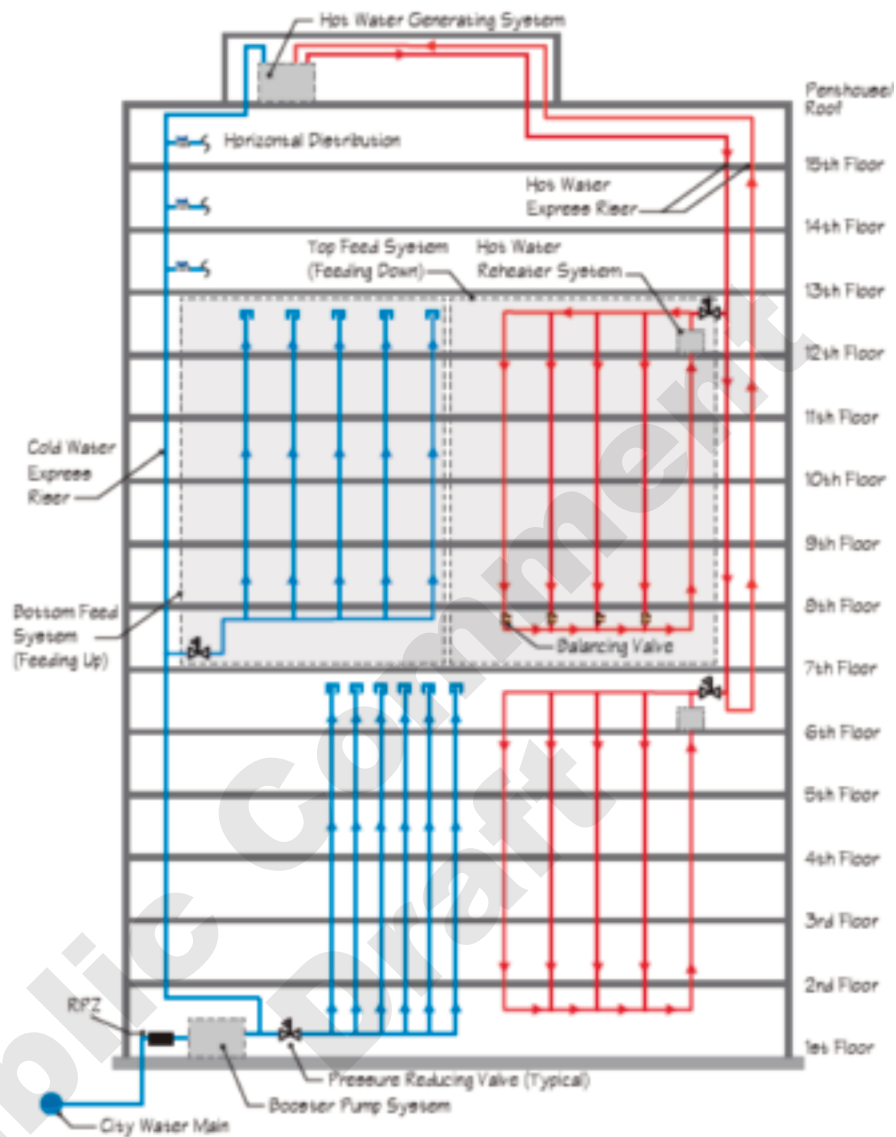 Hot Water Generating System
Penthouse/
Roof
Horizontal Distribution
15th Floor
Hot Water
Express Riser
14th Floor
Top Feed System
(Feeding Down)
Hot Water
Reheater System
13th Floor
12th Floor
11th Floor
Cold Water
Express
Riser
10th Floor
9th Floor
8th Floor
Bottom Feed
System
(Feeding Up)
Balancing Valve
7th Floor
6th Floor
5th Floor
4th Floor
3rd Floor
2nd Floor
RPZ
1st Floor
Pressure Reducing Valve (Typical)
Booster Pump System
City Water Main
Public Comment
Draft